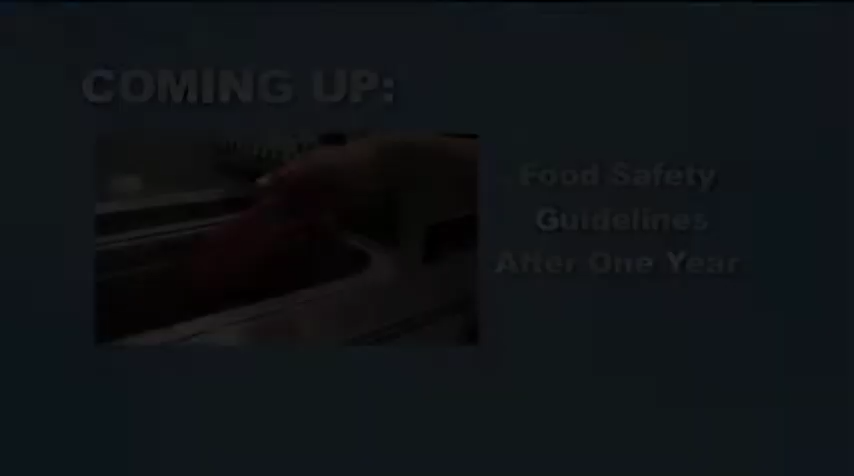 COMING UP:
Food Safety
Guidelines
After One Year